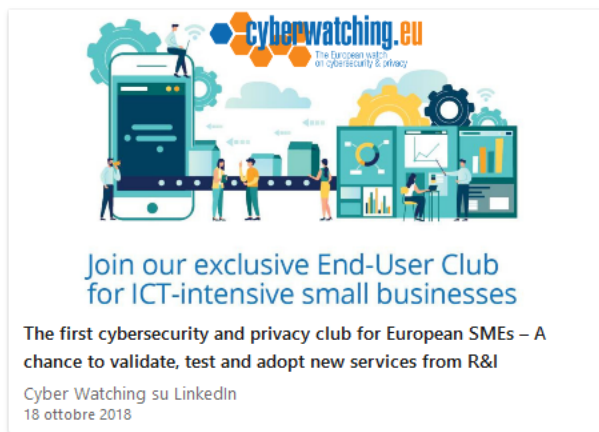 cyberwatching.eu
The European watch
on cybersecurity & privacy
Join our exclusive End-User Club
for ICT-intensive small businesses
The first cybersecurity and privacy club for European SMEs – A
chance to validate, test and adopt new services from R&I
Cyber Watching su LinkedIn
18 ottobre 2018